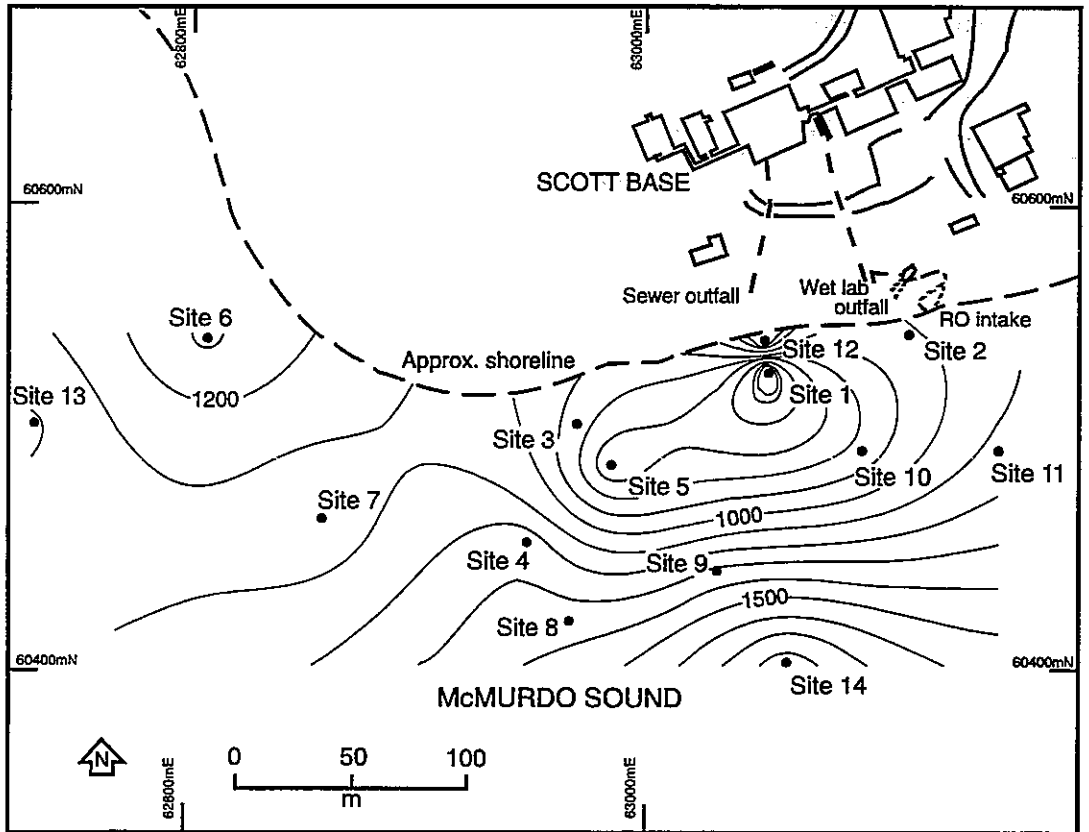 62800mE
63000mE
SCOTT BASE
60600mN
60600mN
Sewer outfall
Wet lab
outfall
RO intake
Site 6
Approx. shoreline
Site 12
Site 2
Site 1
1200
Site 13
Site 3
Site 5
Site 10
Site 11
Site 7
1000
Site 4
Site 9
1500
Site 8
60400mN
60400mN
Site 14
McMURDO SOUND
N
0 50 100
m
62800mE
63000mE